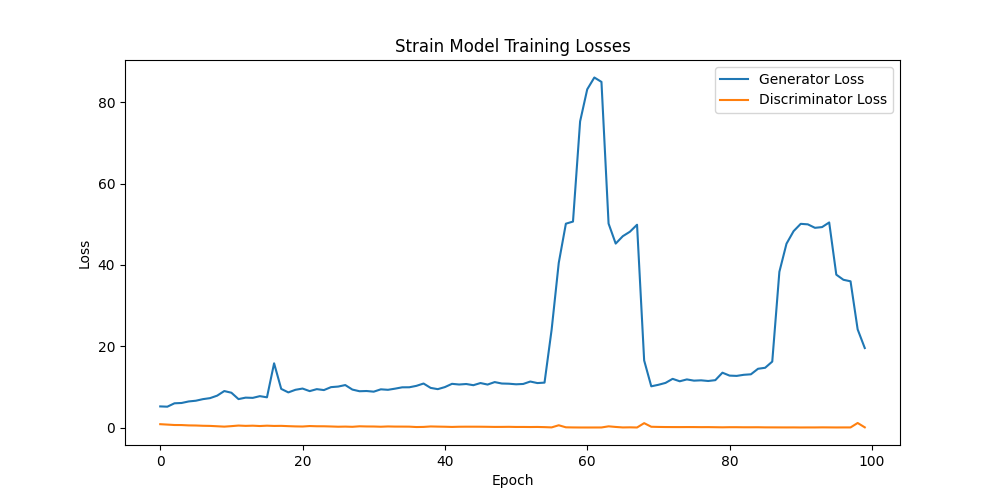 Strain Model Training Losses
Generator Loss
Discriminator Loss
Loss
80
60
40
20
0
0 20 40 60 80 100
Epoch